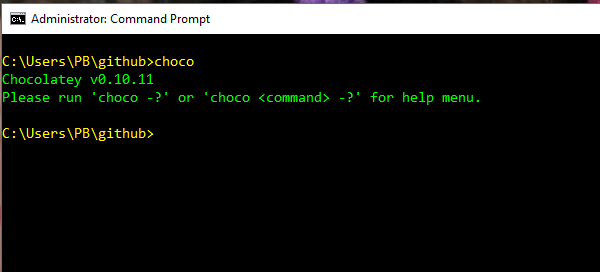 Administrator: Command Prompt
C:\Users\PB\github>choco
Chocolatey v0.10.11
Please run 'choco -?' or 'choco <command> -?' for help menu.
C:\Users\PB\github>